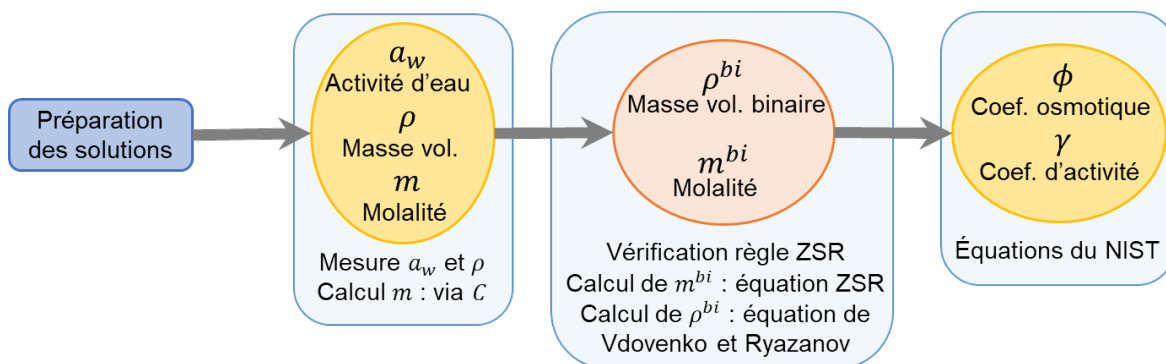 Préparation
des solutions
a_w
Activité d'eau
ρ
Masse vol.
m
Molalité
Mesure a_w et ρ
Calcul m : via C
ρ^{bi}
Masse vol. binaire
m^{bi}
Molalité
Vérification règle ZSR
Calcul de m^{bi} : équation ZSR
Calcul de ρ^{bi} : équation de
Vdovenko et Ryazanov
ϕ
Coef. osmotique
γ
Coef. d'activité
Équations du NIST